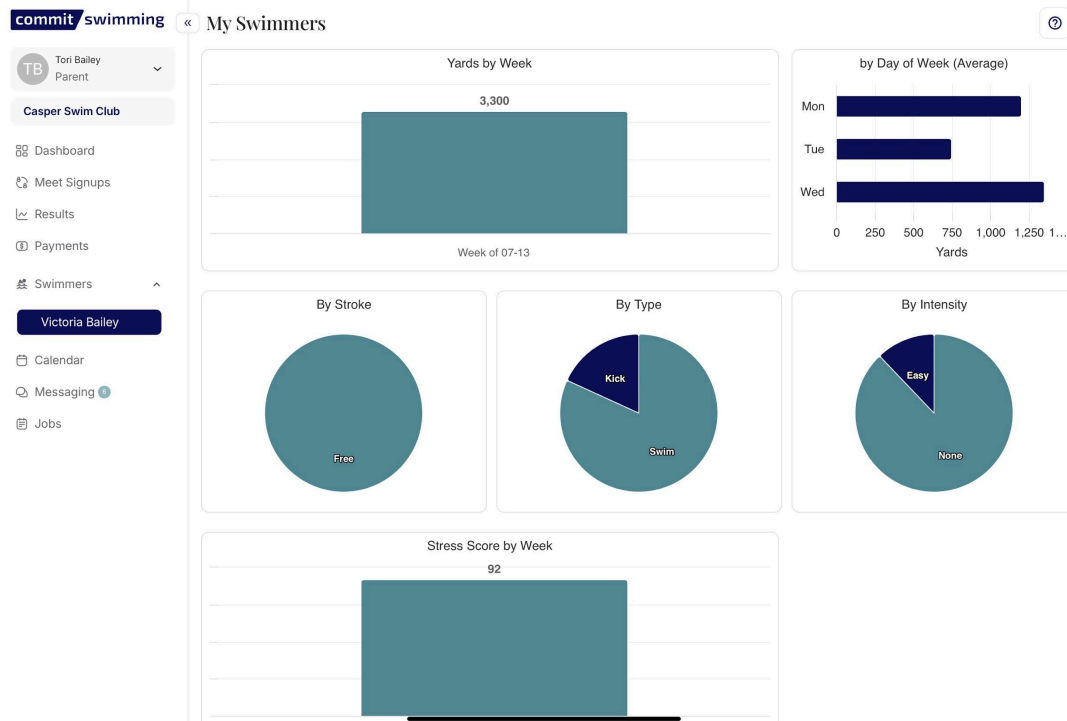 commit swimming
TB
Tori Bailey
Parent
Casper Swim Club
Dashboard
Meet Signups
Results
Payments
Swimmers
Victoria Bailey
Calendar
Messaging 6
Jobs
«
My Swimmers
?
Yards by Week
3,300
Week of 07-13
by Day of Week (Average)
Mon
Tue
Wed
0 250 500 750 1,000 1,250 1...
Yards
By Stroke
Free
By Type
Kick
Swim
By Intensity
Easy
None
Stress Score by Week
92